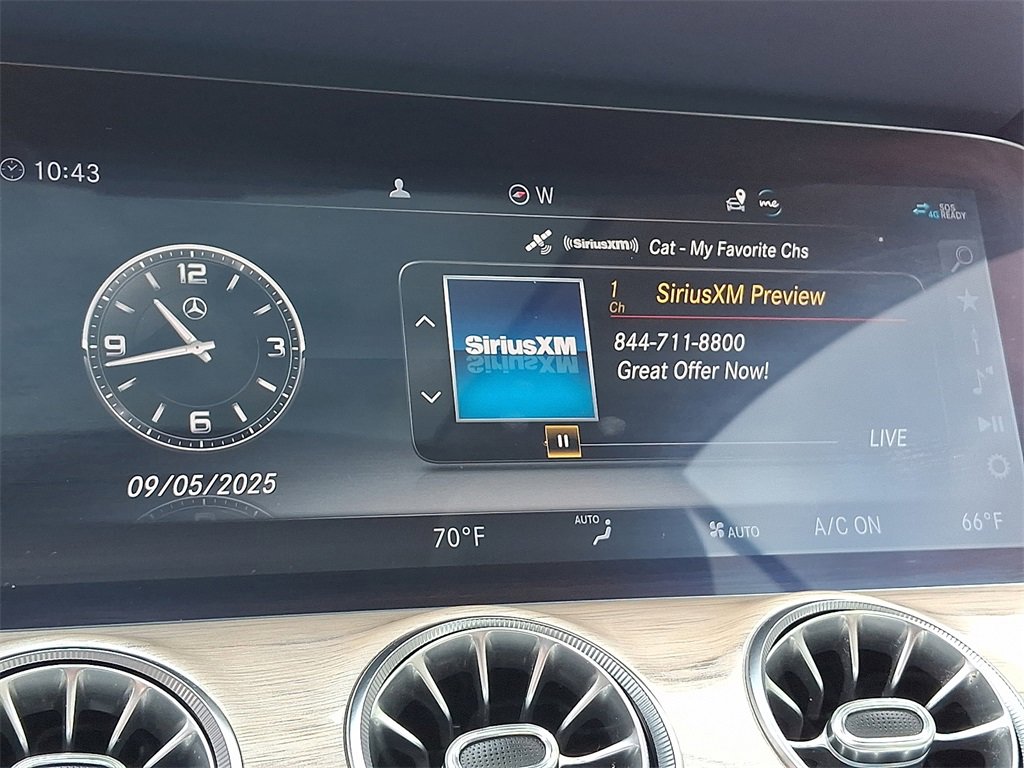 10:43
W
me
SOS
4G READY
((SiriusXM)) Cat - My Favorite Chs
12
9
3
6
1
Ch
SiriusXM Preview
SiriusXM
844-711-8800
Great Offer Now!
LIVE
09/05/2025
70°F
AUTO
AUTO
A/C ON
66°F